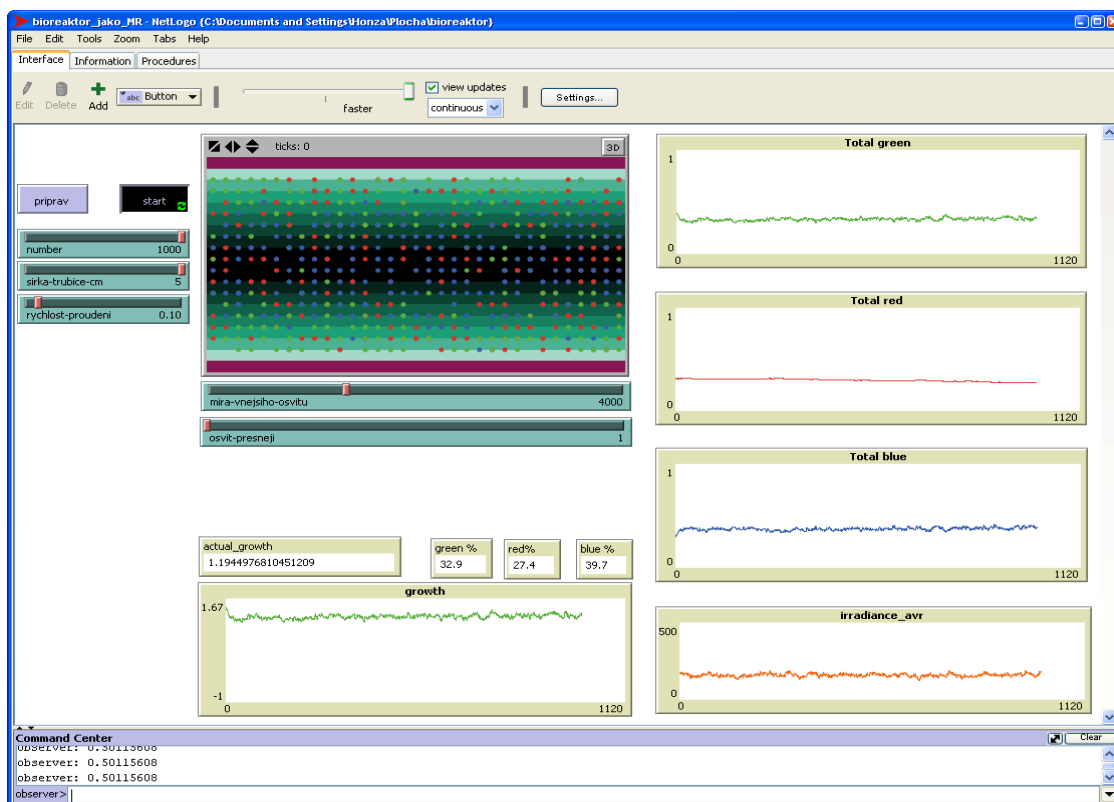 bioreaktor_jako_MR - NetLogo {C:\Documents and Settings\Honza\Plocha\bioreaktor}
File Edit Tools Zoom Tabs Help
Interface Information Procedures
Edit Delete Add abc Button faster view updates continuous Settings...
ticks: 0 3D
priprav start
number 1000
sirka-trubice-cm 5
rychlost-proudeni 0.10
mira-vnejsiho-osvitu 4000
osvit-presneji 1
Total green
1
0
0 1120
Total red
1
0
0 1120
Total blue
1
0
0 1120
actual_growth
1.1944976810451209
green %
32.9
red%
27.4
blue %
39.7
growth
1.67
-1
0 1120
irradiance_avr
500
0
0 1120
Command Center Clear
observer: 0.50115608
observer: 0.50115608
observer: 0.50115608
observer>